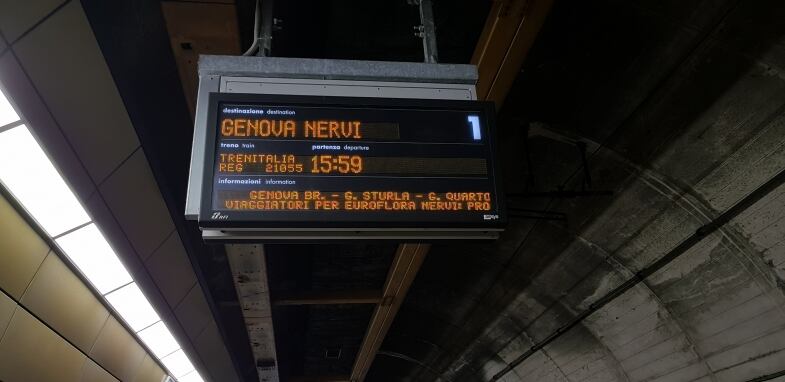 destinazione destination
GENOVA NERVI
1
treno train partenza departure
TRENITALIA 15:59
REG 21055
informazioni information
GENOVA BR. - G. STURLA - G. QUARTO
VIAGGIATORI PER EUROFLORA NERVI: PRO
RFI